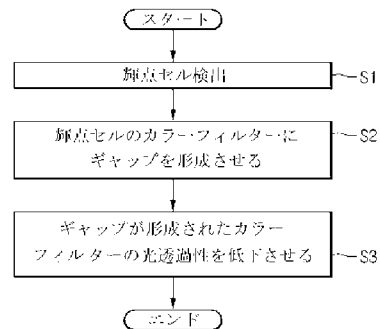 スタート
輝点セル検出
S1
輝点セルのカラーフィルターに
ギャップを形成させる
S2
ギャップが形成されたカラー
フィルターの光透過性を低下させる
S3
エンド